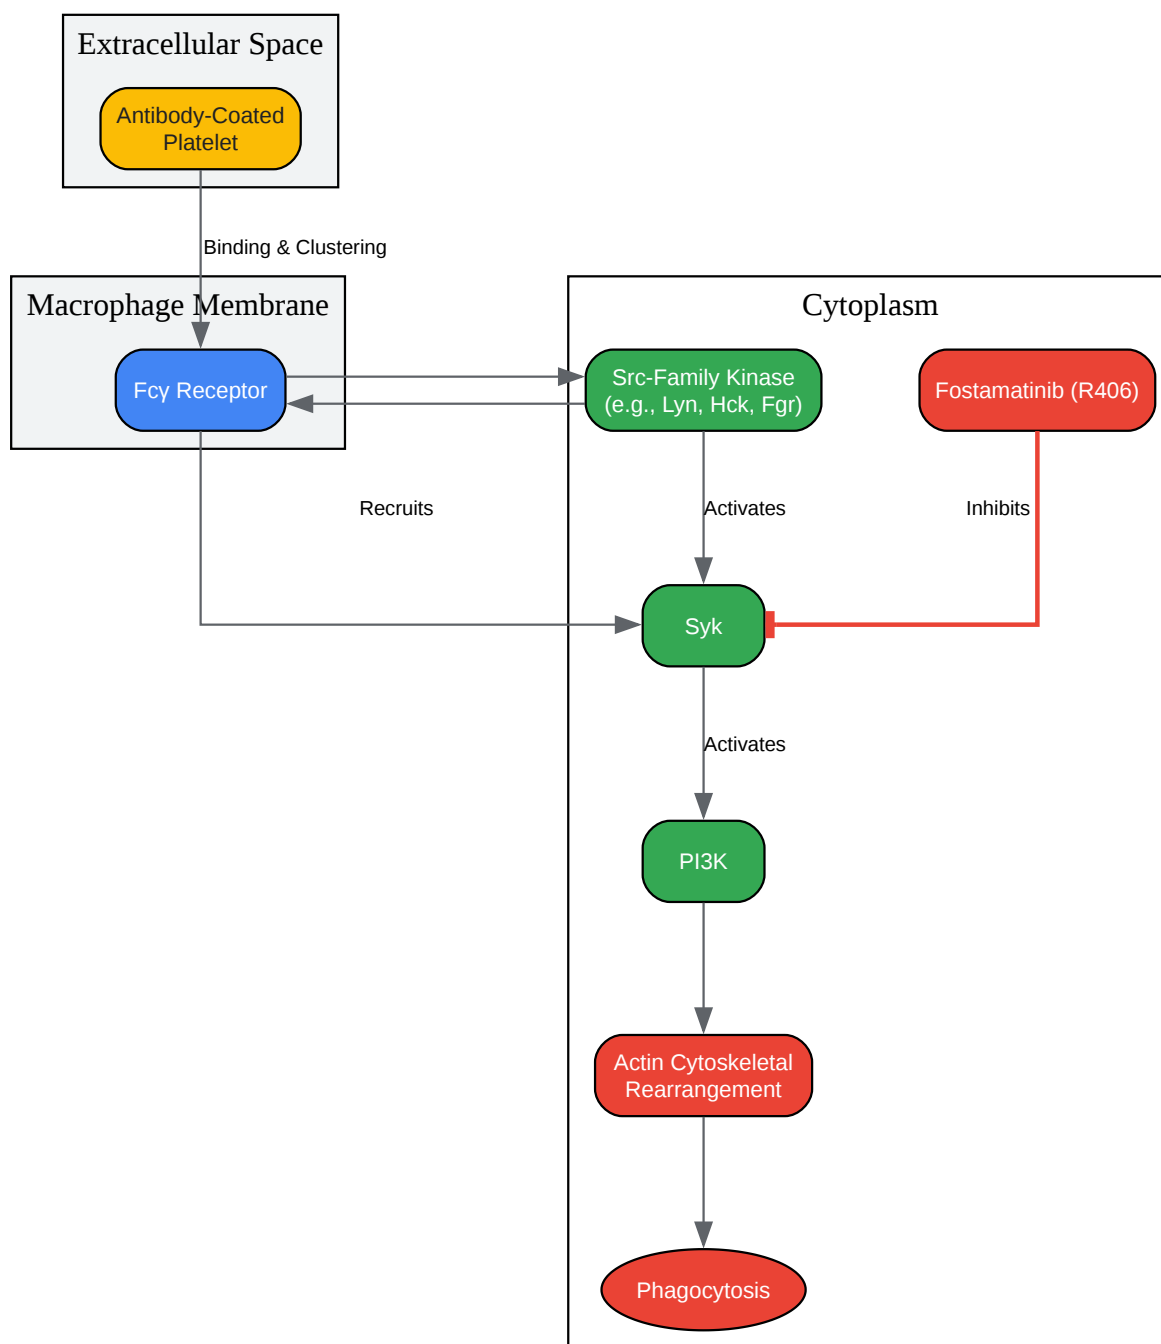 Extracellular Space
Antibody-Coated
Platelet
Binding & Clustering
Macrophage Membrane
Cytoplasm
Fcγ Receptor
Src-Family Kinase
(e.g., Lyn, Hck, Fgr)
Fostamatinib (R406)
Recruits
Activates
Inhibits
Syk
Activates
PI3K
Actin Cytoskeletal
Rearrangement
Phagocytosis